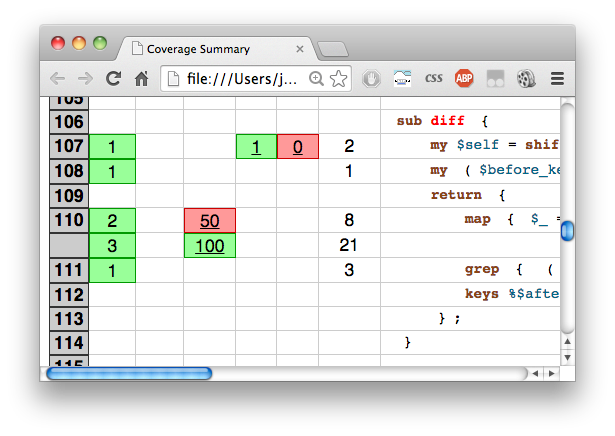 Coverage Summary
file:///Users/j... CSS ABP
105
106 sub diff {
107 1 1 0 2 my $self = shif
108 1 1 my ( $before_ke
109 return {
110 2 50 8 map { $_ =
3 100 21
111 1 3 grep { (
112 keys %$afte
113 } ;
114 }
115